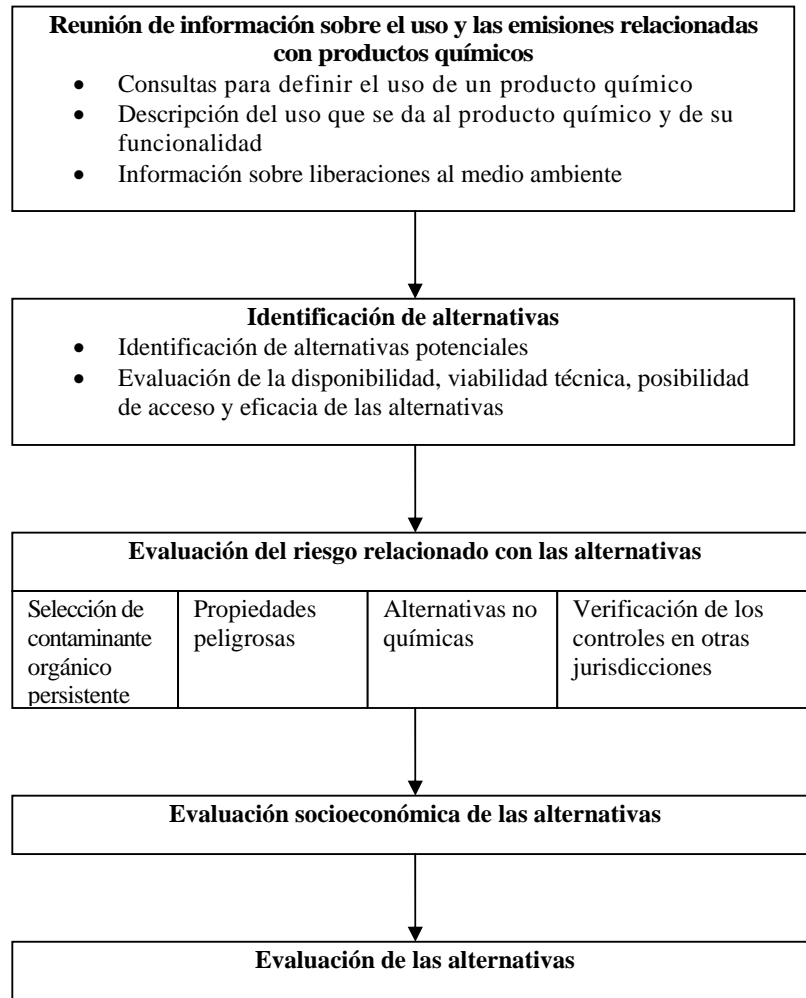 Reunión de información sobre el uso y las emisiones relacionadas
con productos químicos
• Consultas para definir el uso de un producto químico
• Descripción del uso que se da al producto químico y de su
funcionalidad
• Información sobre liberaciones al medio ambiente
Identificación de alternativas
• Identificación de alternativas potenciales
• Evaluación de la disponibilidad, viabilidad técnica, posibilidad
de acceso y eficacia de las alternativas
Evaluación del riesgo relacionado con las alternativas
Selección de
contaminante
orgánico
persistente
Propiedades
peligrosas
Alternativas no
químicas
Verificación de los
controles en otras
jurisdicciones
Evaluación socioeconómica de las alternativas
Evaluación de las alternativas